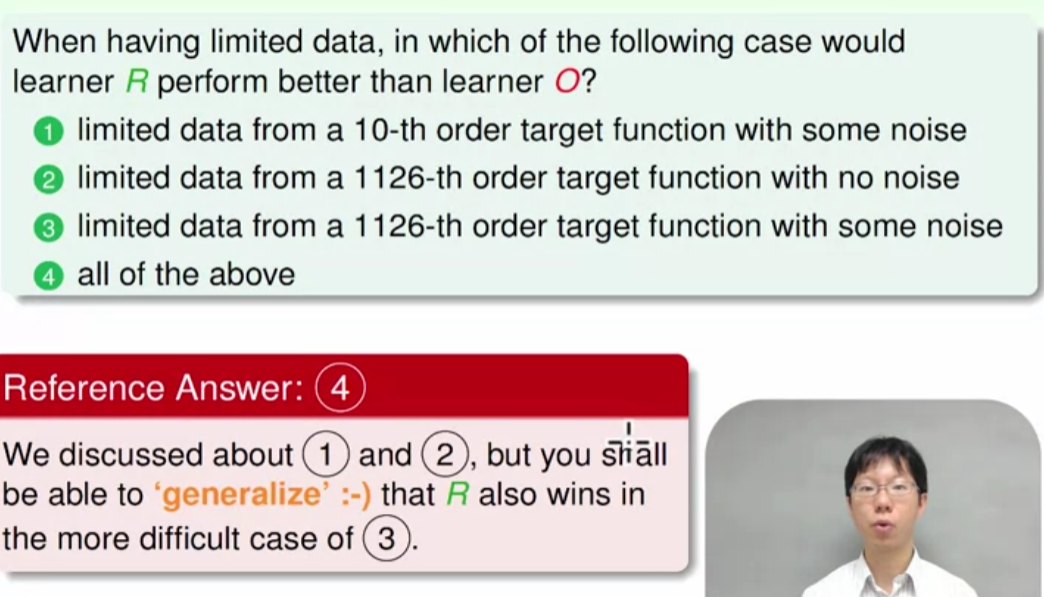 When having limited data, in which of the following case would
learner R perform better than learner O?
1 limited data from a 10-th order target function with some noise
2 limited data from a 1126-th order target function with no noise
3 limited data from a 1126-th order target function with some noise
4 all of the above
Reference Answer: 4
We discussed about 1 and 2, but you shall
be able to ‘generalize’ :-) that R also wins in
the more difficult case of 3.